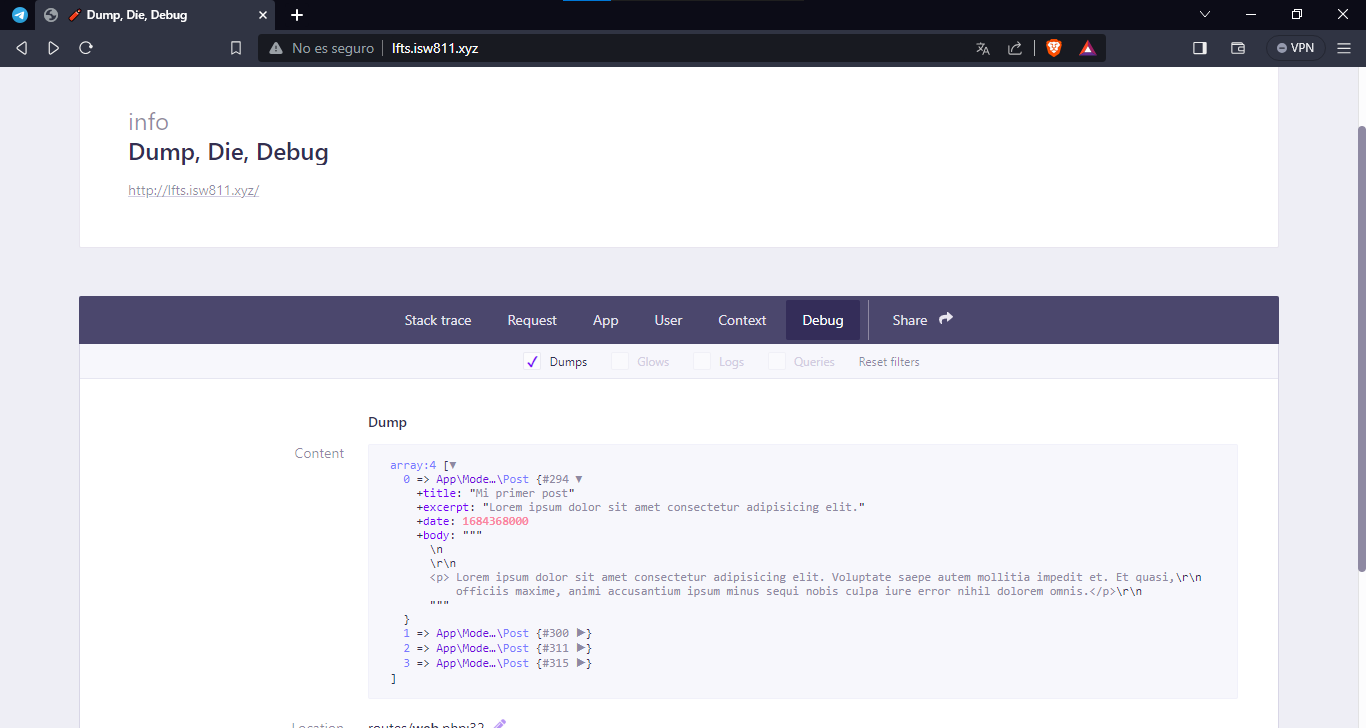 Dump, Die, Debug
No es seguro
lfts.isw811.xyz
VPN
info
Dump, Die, Debug
http://lfts.isw811.xyz/
Stack trace
Request
App
User
Context
Debug
Share
Dumps
Glows
Logs
Queries
Reset filters
Dump
Content
array:4 [▼
0 => App\Mode…\Post {#294 ▼
+title: "Mi primer post"
+excerpt: "Lorem ipsum dolor sit amet consectetur adipisicing elit."
+date: 1684368000
+body: """
\n
\r\n
<p> Lorem ipsum dolor sit amet consectetur adipisicing elit. Voluptate saepe autem mollitia impedit et. Et quasi,\r\n
officiis maxime, animi accusantium ipsum minus sequi nobis culpa iure error nihil dolorem omnis.</p>\r\n
"""
}
1 => App\Mode…\Post {#300 ▶}
2 => App\Mode…\Post {#311 ▶}
3 => App\Mode…\Post {#315 ▶}
]
Location
routes/web.php:32